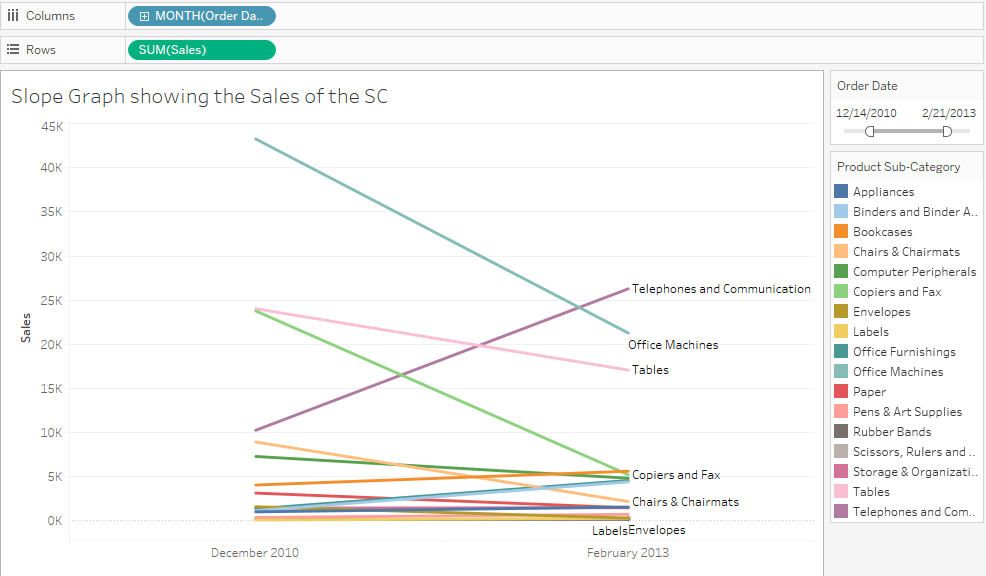 Columns
MONTH(Order Da..
Rows
SUM(Sales)
Slope Graph showing the Sales of the SC
45K
40K
35K
30K
25K
20K
15K
10K
5K
0K
Sales
Telephones and Communication
Office Machines
Tables
Copiers and Fax
Chairs & Chairmats
Labels
Envelopes
December 2010
February 2013
Order Date
12/14/2010 2/21/2013
Product Sub-Category
Appliances
Binders and Binder A..
Bookcases
Chairs & Chairmats
Computer Peripherals
Copiers and Fax
Envelopes
Labels
Office Furnishings
Office Machines
Paper
Pens & Art Supplies
Rubber Bands
Scissors, Rulers and ..
Storage & Organizati..
Tables
Telephones and Com..